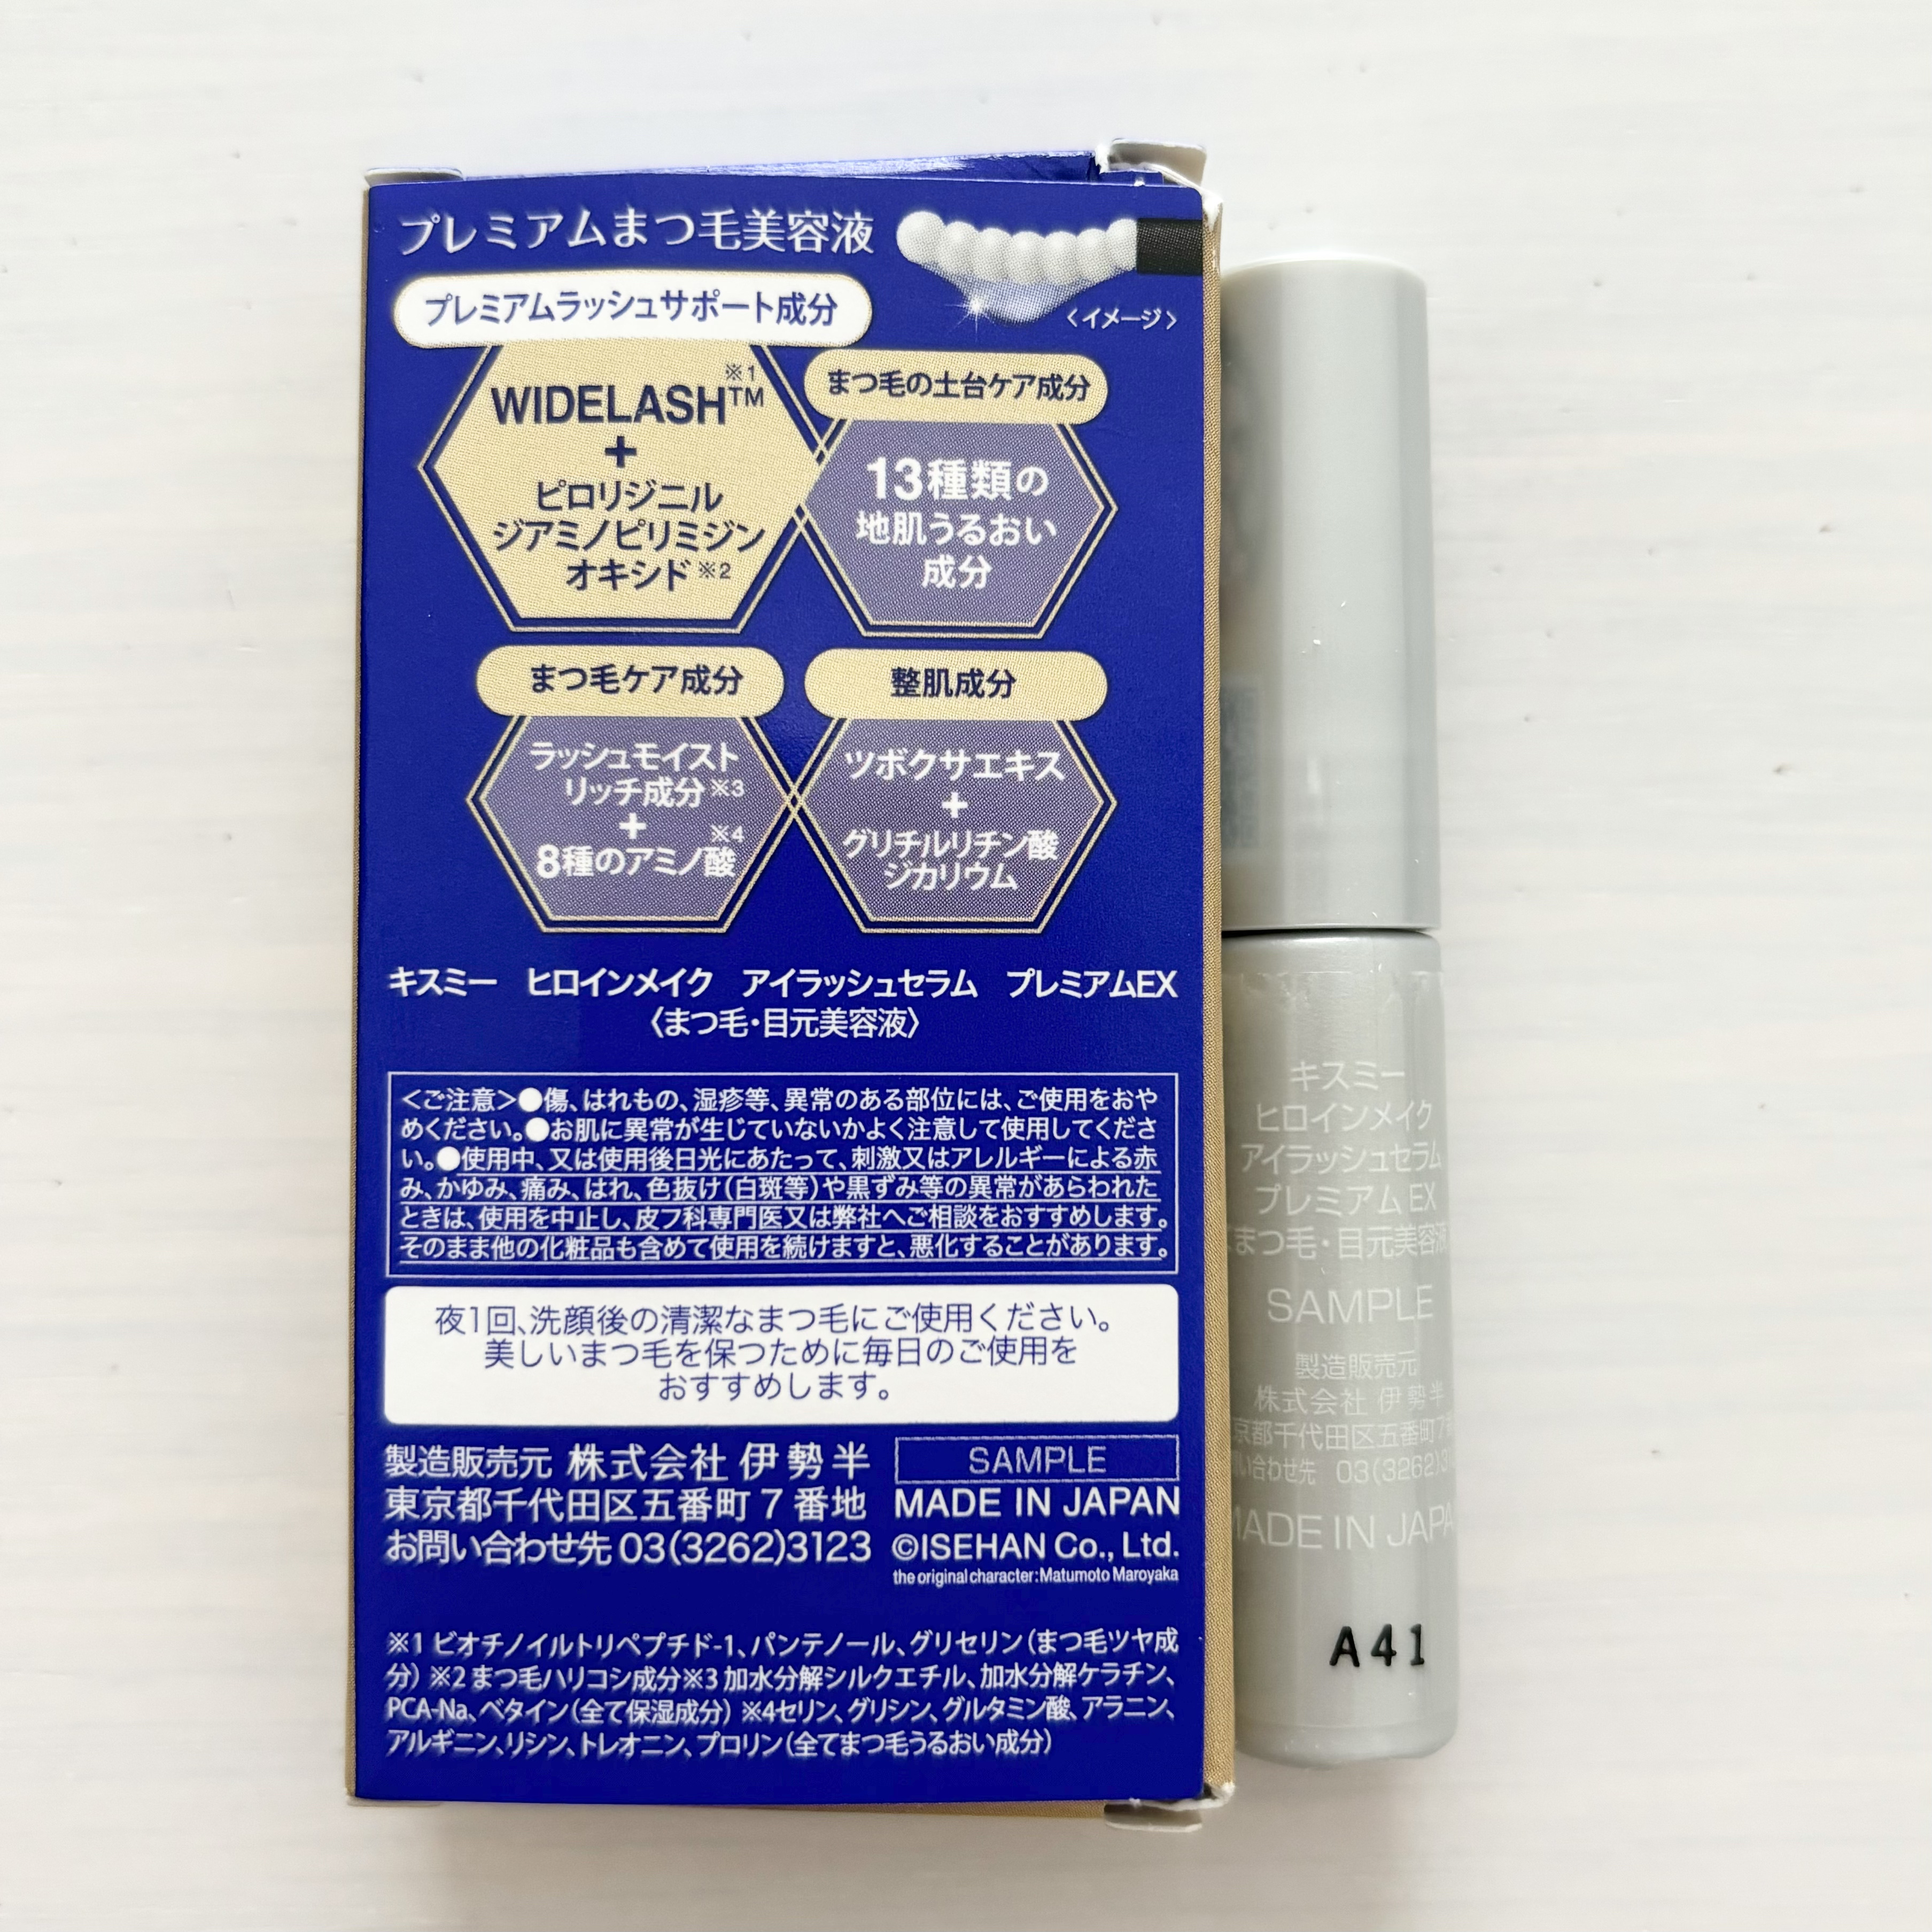 プレミアムまつ毛美容液
<イメージ>
プレミアムラッシュサポート成分
WIDELASH™※1
+
ピロリジニル
ジアミノピリミジン
オキシド※2
まつ毛の土台ケア成分
13種類の
地肌うるおい
成分
まつ毛ケア成分
ラッシュモイスト
リッチ成分※3
+
8種のアミノ酸※4
整肌成分
ツボクサエキス
+
グリチルリチン酸
ジカリウム
キスミー ヒロインメイク アイラッシュセラム プレミアムEX
〈まつ毛・目元美容液〉
<ご注意>●傷、はれもの、湿疹等、異常のある部位には、ご使用をおや
めください。●お肌に異常が生じていないかよく注意して使用してくださ
い。●使用中、又は使用後日光にあたって、刺激又はアレルギーによる赤
み、かゆみ、痛み、はれ、色抜け(白斑等)や黒ずみ等の異常があらわれた
ときは、使用を中止し、皮フ科専門医又は弊社へご相談をおすすめします。
そのまま他の化粧品も含めて使用を続けますと、悪化することがあります。
夜1回、洗顔後の清潔なまつ毛にご使用ください。
美しいまつ毛を保つために毎日のご使用を
おすすめします。
製造販売元 株式会社 伊勢半
東京都千代田区五番町7番地
お問い合わせ先 03(3262)3123
SAMPLE
MADE IN JAPAN
©ISEHAN Co., Ltd.
the original character:Matumoto Maroyaka
※1 ビオチノイルトリペプチド-1、パンテノール、グリセリン(まつ毛ツヤ成
分) ※2 まつ毛ハリコシ成分※3 加水分解シルクエチル、加水分解ケラチン、
PCA-Na、ベタイン(全て保湿成分) ※4セリン、グリシン、グルタミン酸、アラニン、
アルギニン、リシン、トレオニン、プロリン(全てまつ毛うるおい成分)
キスミー
ヒロインメイク
アイラッシュセラム
プレミアム EX
まつ毛・目元美容液
SAMPLE
製造販売元
株式会社 伊勢半
京都千代田区五番町7
い合わせ先 03(3262)3
MADE IN JAPA
A41